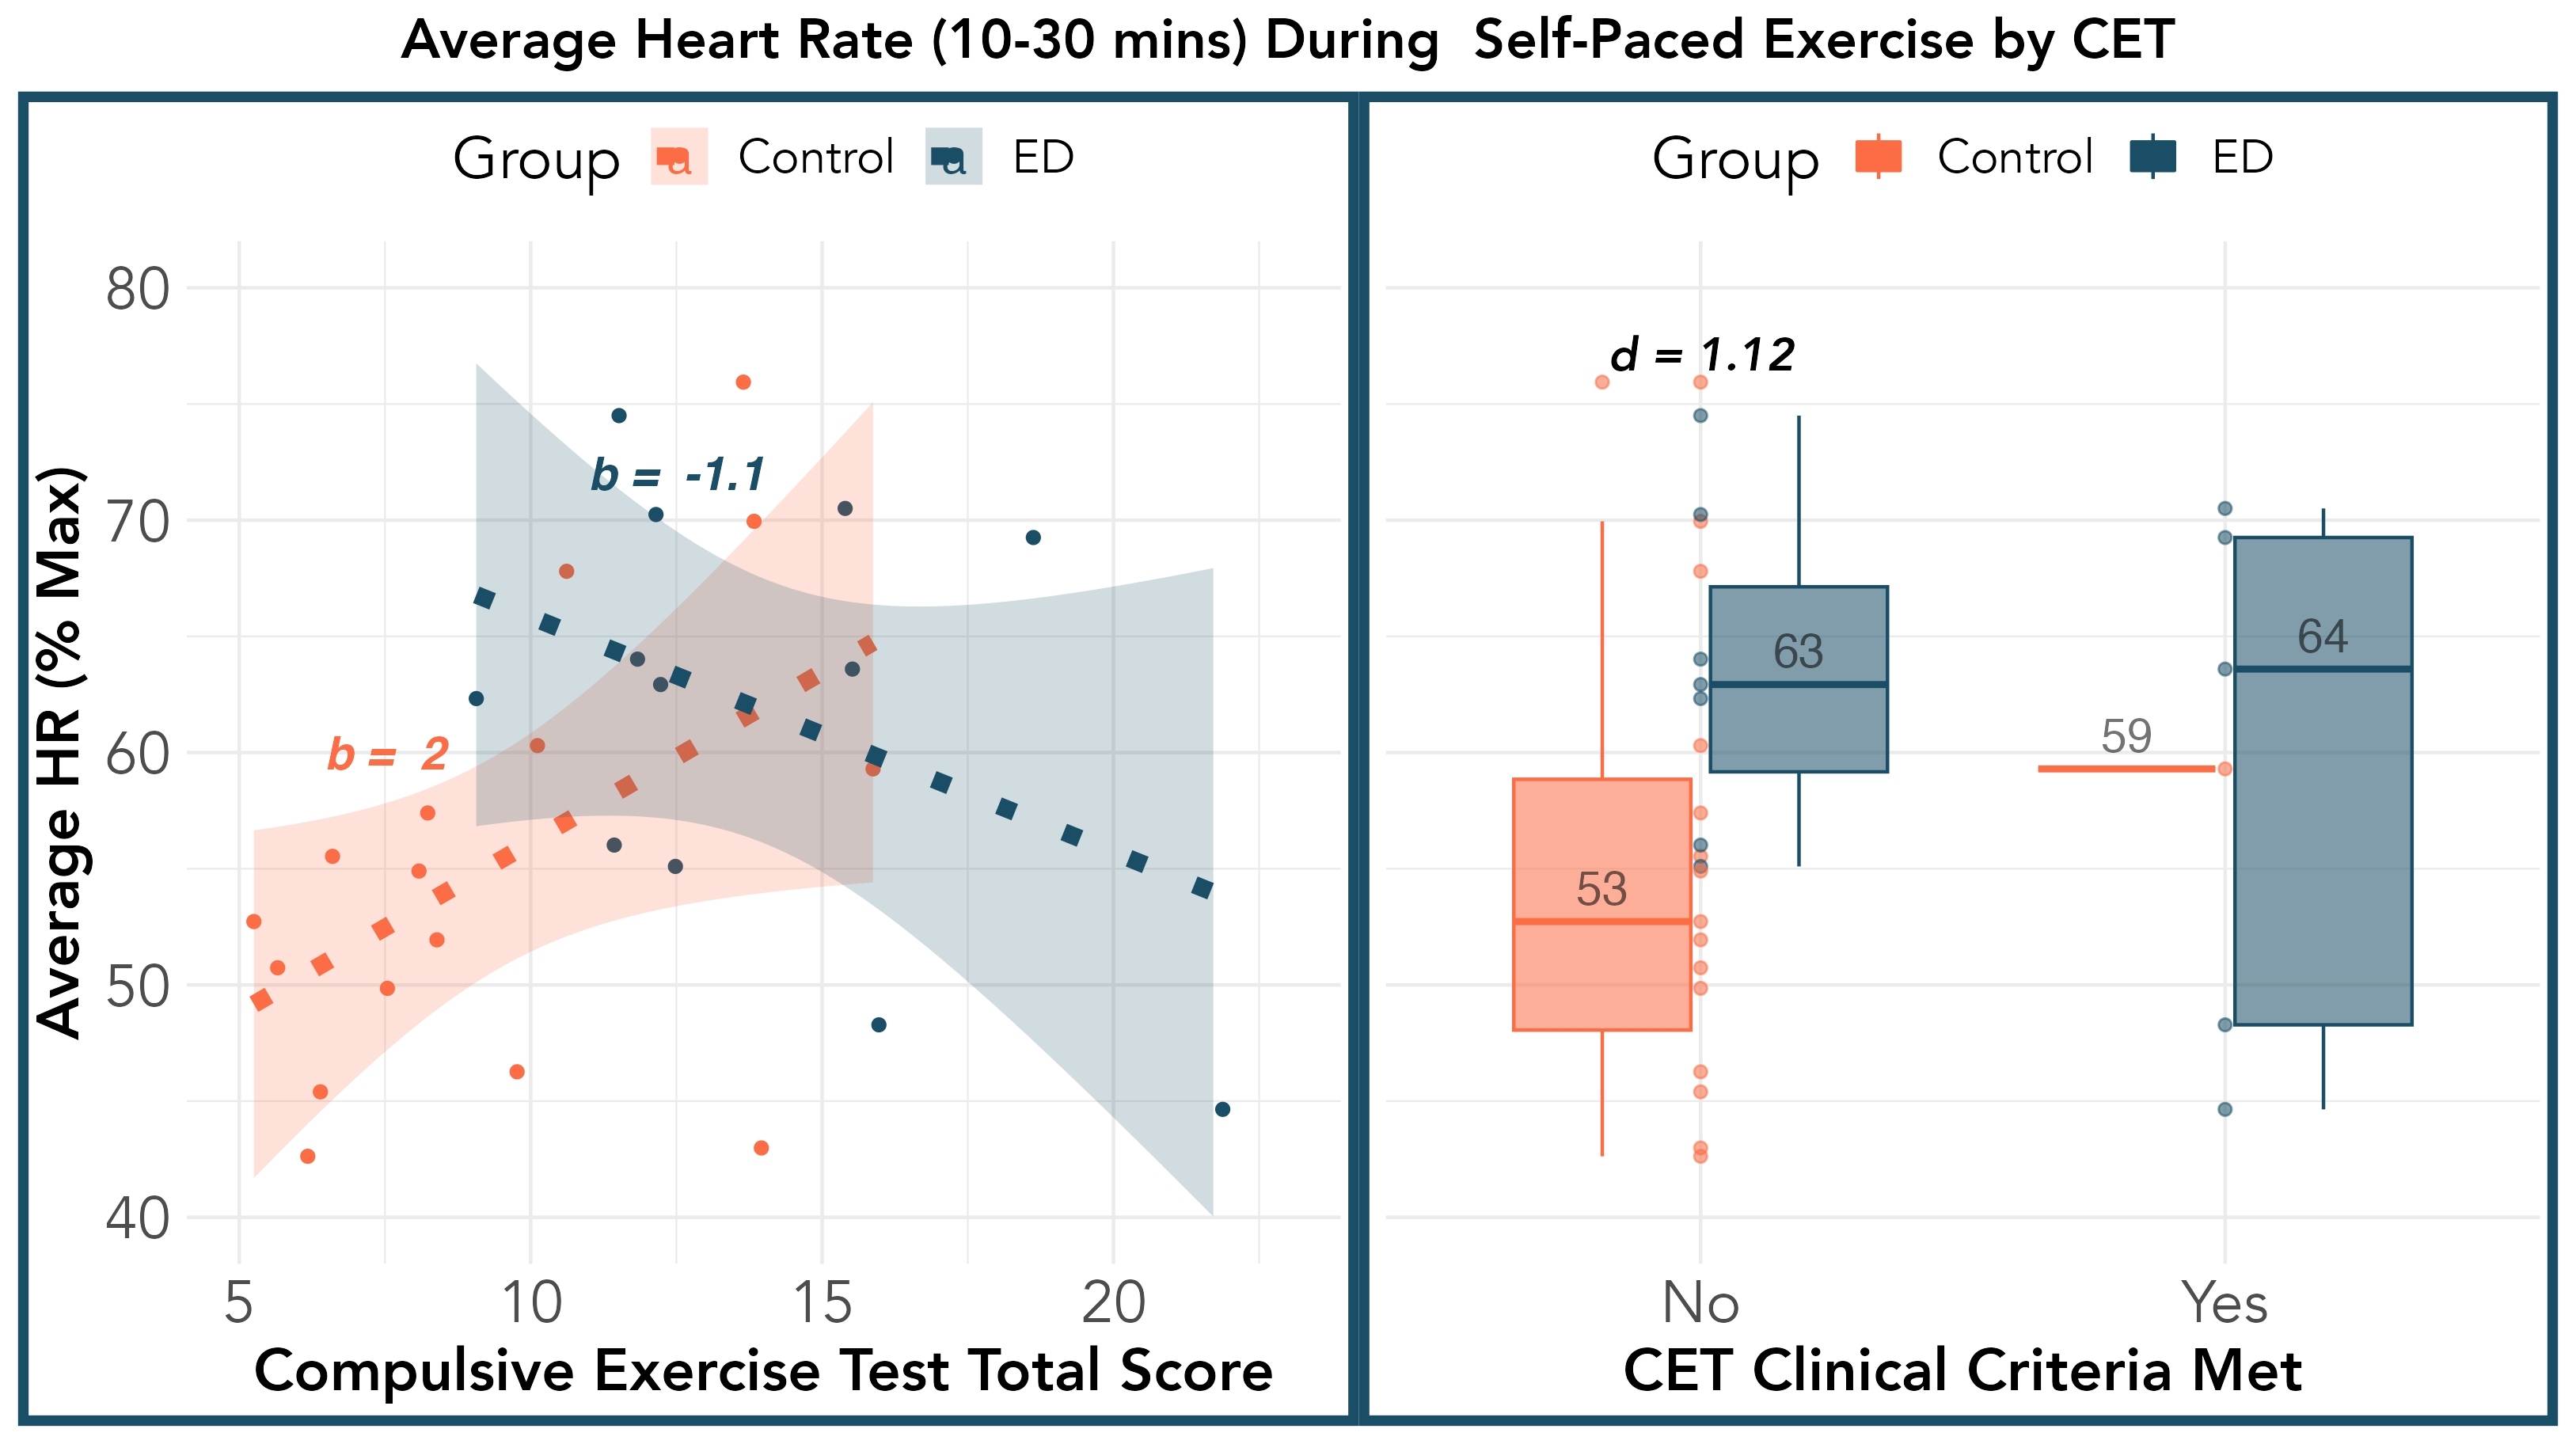 Average Heart Rate (10-30 mins) During  Self-Paced Exercise by CET
Group a Control a ED
Average HR (% Max)
80
70
60
50
40
b =  -1.1
b =  2
5 10 15 20
Compulsive Exercise Test Total Score
Group Control ED
d = 1.12
63
64
59
53
No Yes
CET Clinical Criteria Met